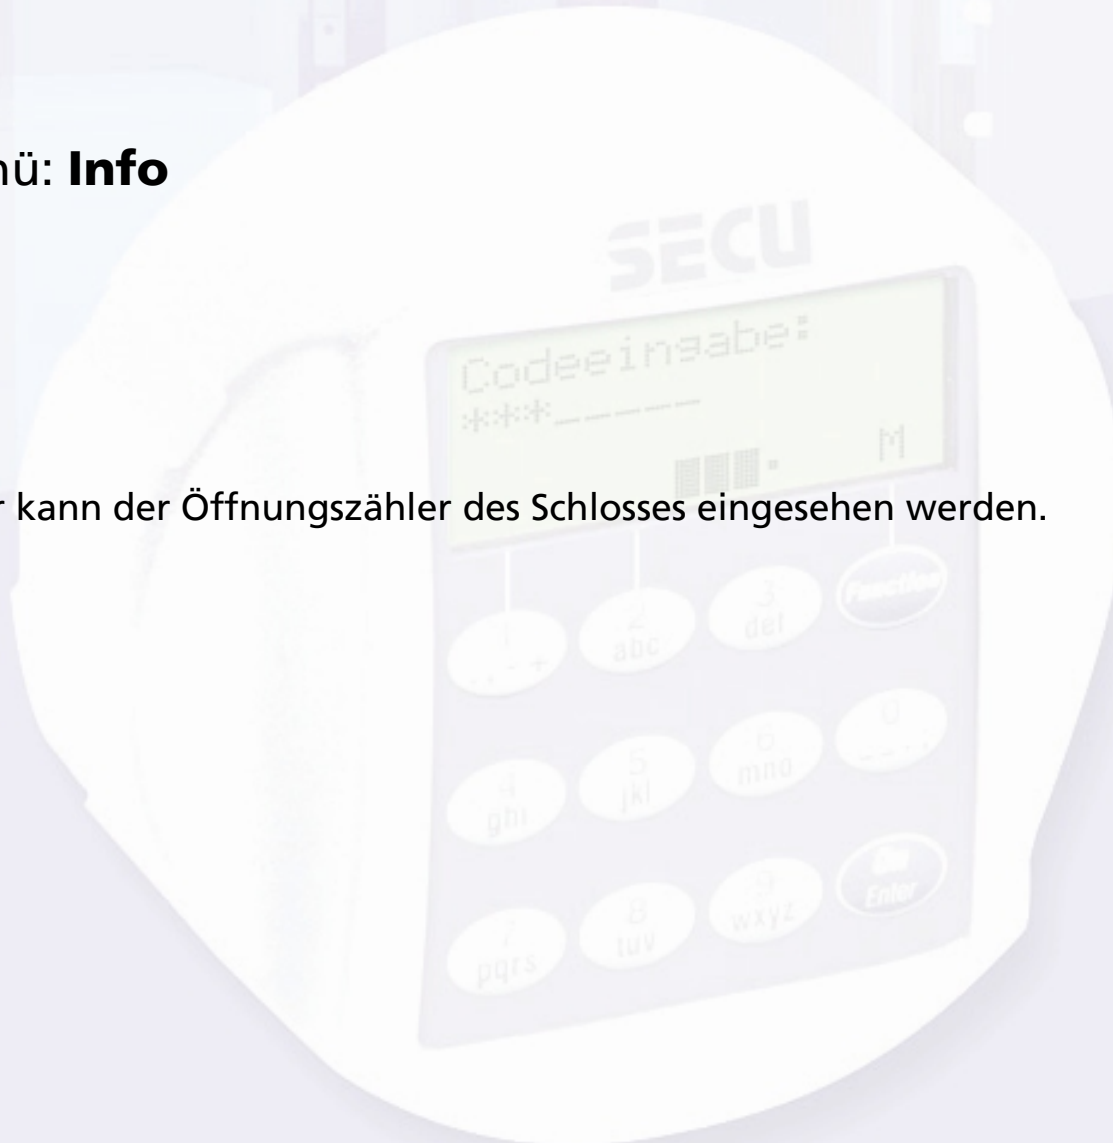 nü: Info
SECU
r kann der Öffnungszähler des Schlosses eingesehen werden.
Codeeingabe:
***_____
M
1 2 3 Function
.,-+ abc def
4 5 6 0
ghi jkl mno
7 8 9 On
pqrs tuv wxyz Enter